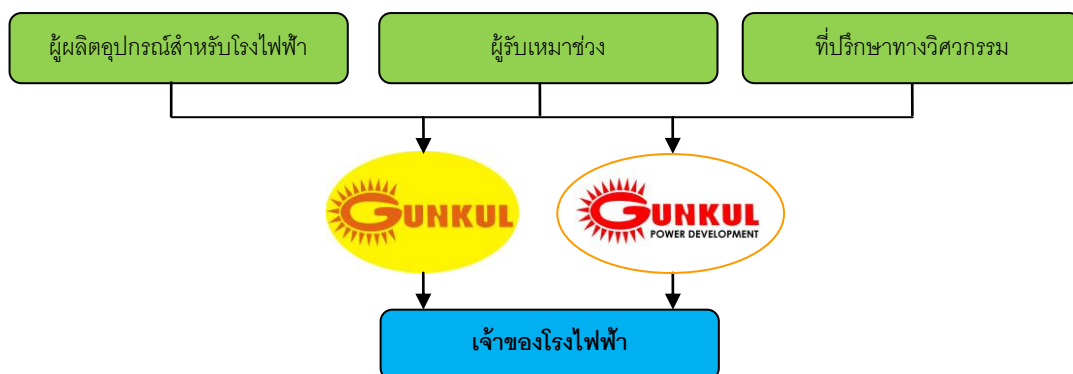 ผู้ผลิตอุปกรณ์สำหรับโรงไฟฟ้า
ผู้รับเหมาช่วง
ที่ปรึกษาทางวิศวกรรม
GUNKUL
GUNKUL
POWER DEVELOPMENT
เจ้าของโรงไฟฟ้า